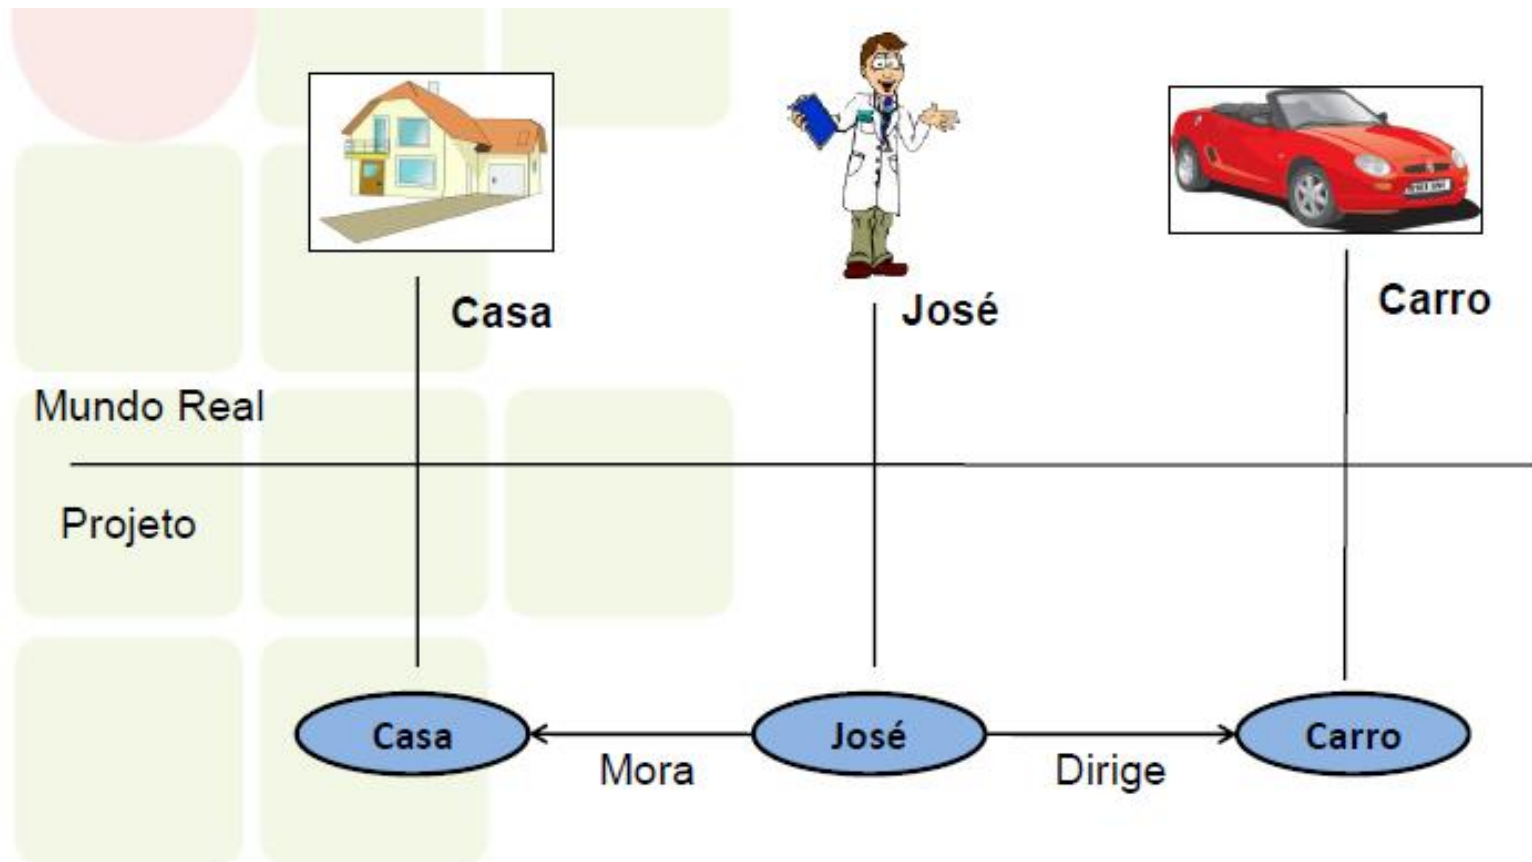 Casa
José
Carro
Mundo Real
Projeto
Casa
José
Carro
Mora
Dirige